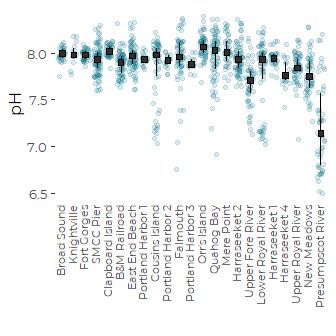 pH
8.0
7.5
7.0
6.5
Broad Sound
Knightville
Fort Gorges
SMCC Pier
Clapboard Island
B&M Railroad
East End Beach
Portland Harbor 1
Cousins Island
Portland Harbor 2
Falmouth
Portland Harbor 3
Orr's Island
Quahog Bay
Mere Point
Harraseeket 2
Upper Fore River
Lower Royal River
Harraseeket 1
Harraseeket 4
Upper Royal River
New Meadows
Presumpscot River